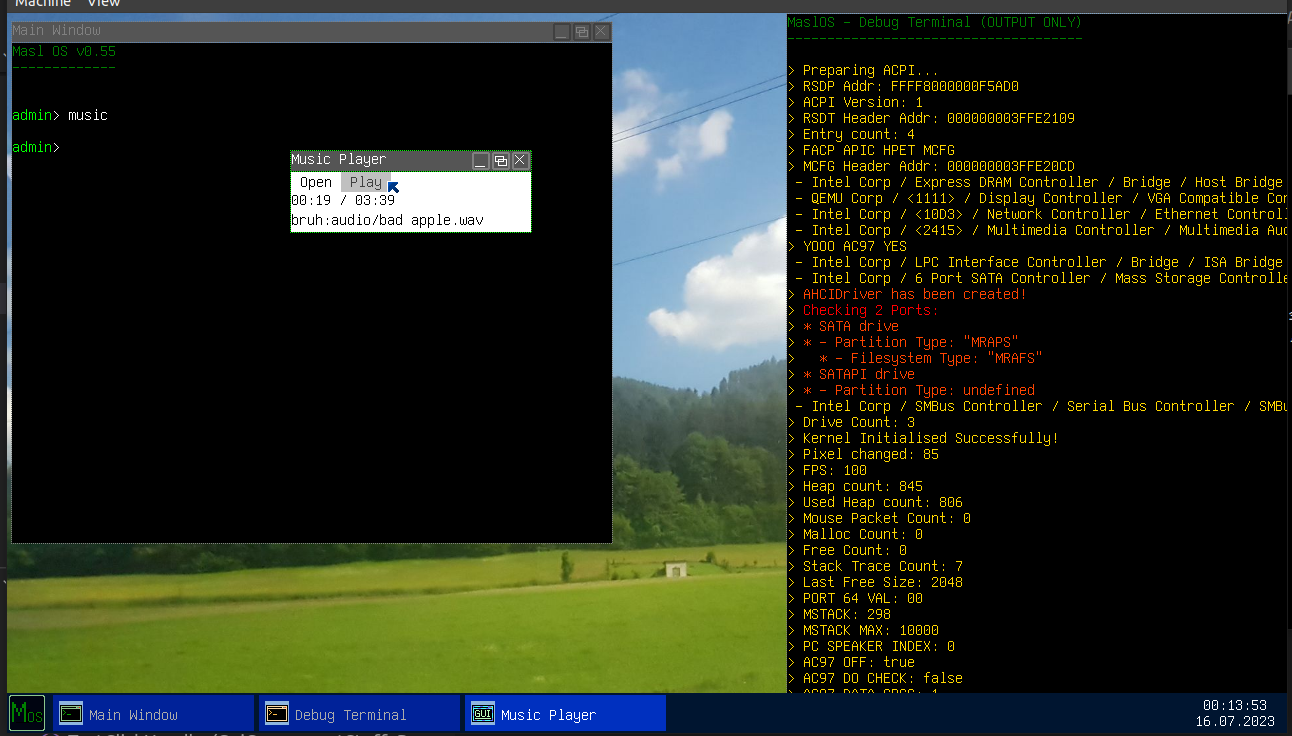 Machine View
Main Window
Masl OS v0.55
-------------
admin> music
admin>
Music Player
Open Play
00:19 / 03:39
bruh:audio/bad apple.wav
MaslOS - Debug Terminal (OUTPUT ONLY)
-------------------------------------
> Preparing ACPI...
> RSDP Addr: FFFF8000000F5AD0
> ACPI Version: 1
> RSDT Header Addr: 000000003FFE2109
> Entry count: 4
> FACP APIC HPET MCFG
> MCFG Header Addr: 000000003FFE20CD
- Intel Corp / Express DRAM Controller / Bridge / Host Bridge
- QEMU Corp / <1111> / Display Controller / VGA Compatible Con
- Intel Corp / <10D3> / Network Controller / Ethernet Control
- Intel Corp / <2415> / Multimedia Controller / Multimedia Aud
> YOOO AC97 YES
- Intel Corp / LPC Interface Controller / Bridge / ISA Bridge
- Intel Corp / 6 Port SATA Controller / Mass Storage Controlle
> AHCIDriver has been created!
> Checking 2 Ports:
> * SATA drive
> * - Partition Type: "MRAPS"
>   * - Filesystem Type: "MRAFS"
> * SATAPI drive
> * - Partition Type: undefined
- Intel Corp / SMBus Controller / Serial Bus Controller / SMBu
> Drive Count: 3
> Kernel Initialised Successfully!
> Pixel changed: 85
> FPS: 100
> Heap count: 845
> Used Heap count: 806
> Mouse Packet Count: 0
> Malloc Count: 0
> Free Count: 0
> Stack Trace Count: 7
> Last Free Size: 2048
> PORT 64 VAL: 00
> MSTACK: 298
> MSTACK MAX: 10000
> PC SPEAKER INDEX: 0
> AC97 OFF: true
> AC97 DO CHECK: false
Mos
Main Window
Debug Terminal
GUI Music Player
00:13:53
16.07.2023